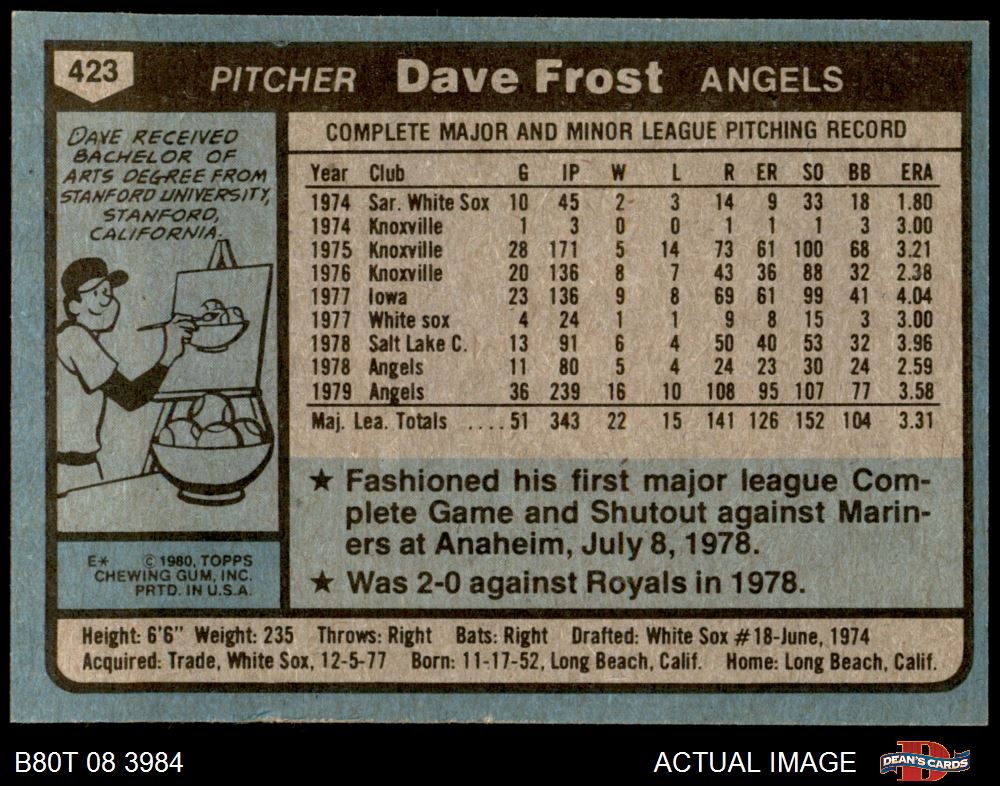 423
PITCHER Dave Frost ANGELS
DAVE RECEIVED
BACHELOR OF
ARTS DEGREE FROM
STANFORD UNIVERSITY,
STANFORD,
CALIFORNIA.
COMPLETE MAJOR AND MINOR LEAGUE PITCHING RECORD
Year Club G IP W L R ER SO BB ERA
1974 Sar. White Sox 10 45 2 3 14 9 33 18 1.80
1974 Knoxville 1 3 0 0 1 1 1 3 3.00
1975 Knoxville 28 171 5 14 73 61 100 68 3.21
1976 Knoxville 20 136 8 7 43 36 88 32 2.38
1977 Iowa 23 136 9 8 69 61 99 41 4.04
1977 White sox 4 24 1 1 9 8 15 3 3.00
1978 Salt Lake C. 13 91 6 4 50 40 53 32 3.96
1978 Angels 11 80 5 4 24 23 30 24 2.59
1979 Angels 36 239 16 10 108 95 107 77 3.58
Maj. Lea. Totals ....51 343 22 15 141 126 152 104 3.31
★ Fashioned his first major league Com-
plete Game and Shutout against Marin-
ers at Anaheim, July 8, 1978.
★ Was 2-0 against Royals in 1978.
E* ©1980, TOPPS
CHEWING GUM, INC.
PRTD. IN U.S.A.
Height: 6'6" Weight: 235 Throws: Right Bats: Right Drafted: White Sox #18-June, 1974
Acquired: Trade, White Sox, 12-5-77 Born: 11-17-52, Long Beach, Calif. Home: Long Beach, Calif.
B80T 08 3984 ACTUAL IMAGE DEAN'S CARDS